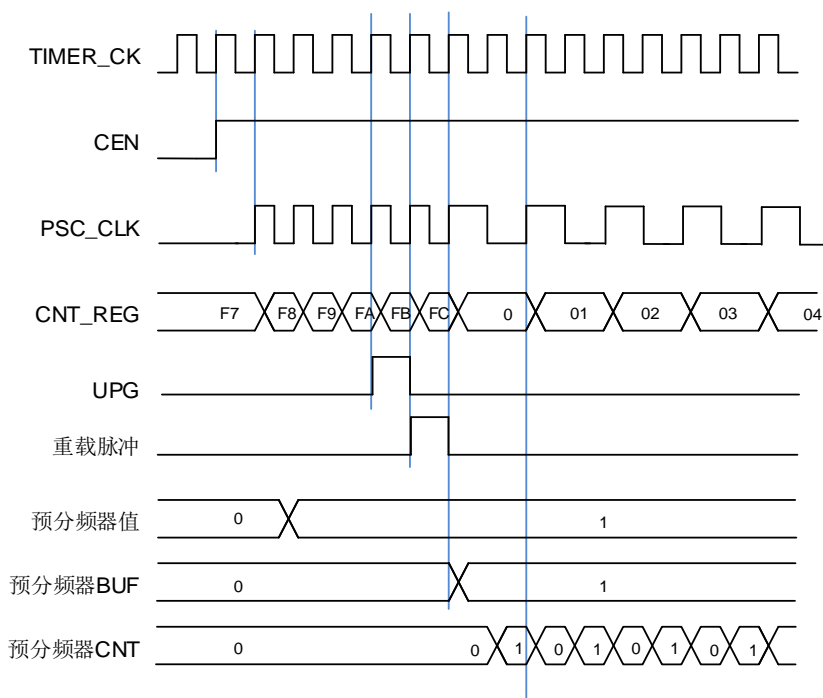 TIMER_CK
CEN
PSC_CLK
CNT_REG F7 F8 F9 FA FB FC 0 01 02 03 04
UPG
重载脉冲
预分频器值 0 1
预分频器BUF 0 1
预分频器CNT 0 0 1 0 1 0 1 0 1